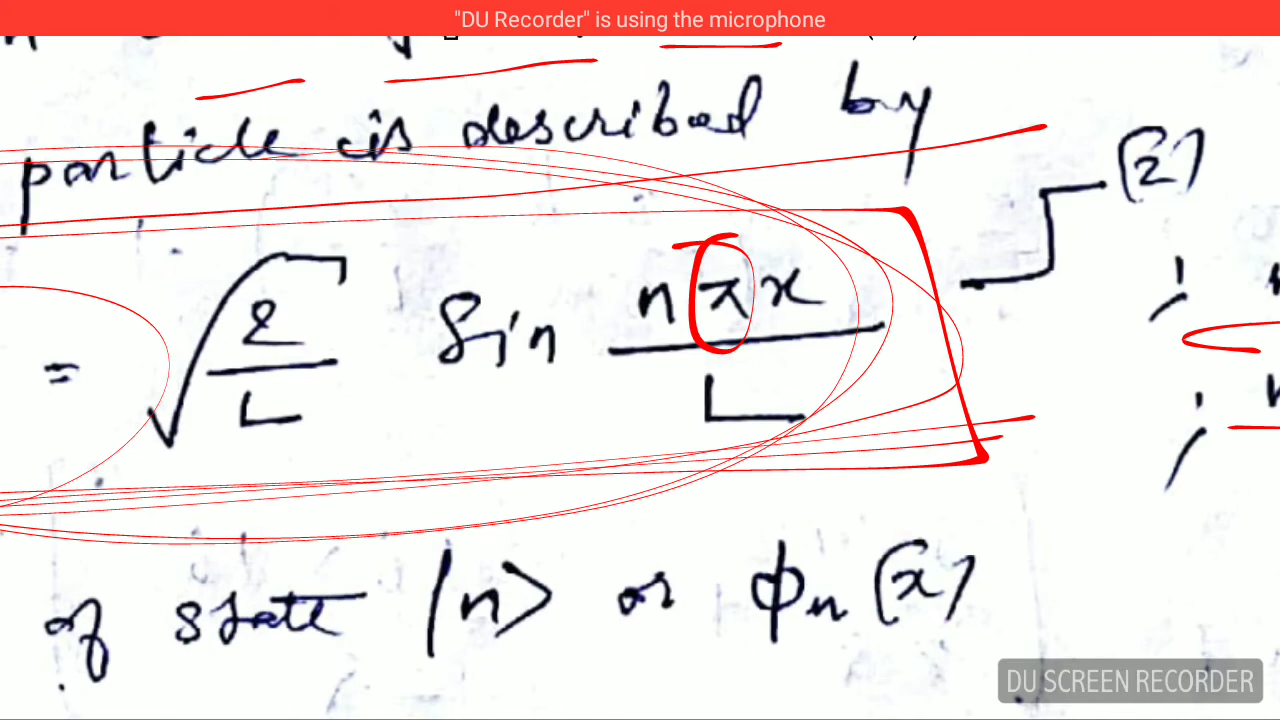 "DU Recorder" is using the microphone
particle is described by
(2)
= √(2/L) Sin nπx/L
;
;
of state |n> or ϕn(x)
DU SCREEN RECORDER